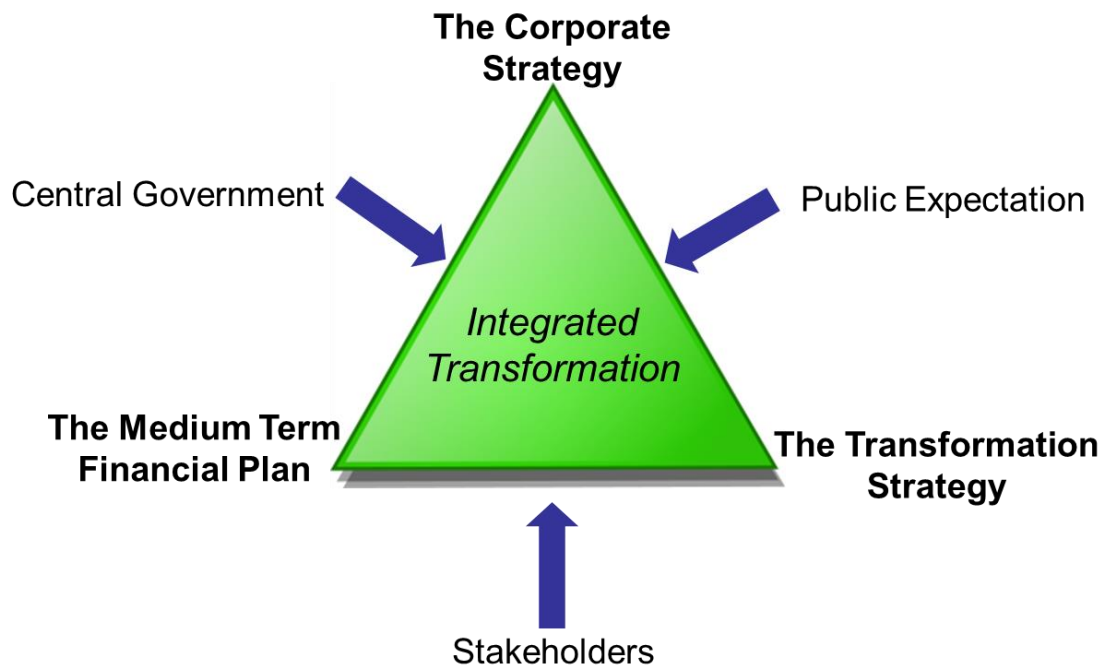 The Corporate
Strategy
Central Government
Public Expectation
Integrated
Transformation
The Medium Term
Financial Plan
The Transformation
Strategy
Stakeholders